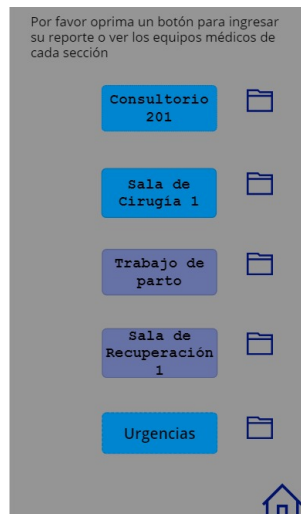 Por favor oprima un botón para ingresar
su reporte o ver los equipos médicos de
cada sección
Consultorio
201
Sala de
Cirugia 1
Trabajo de
parto
Sala de
Recuperación
1
Urgencias